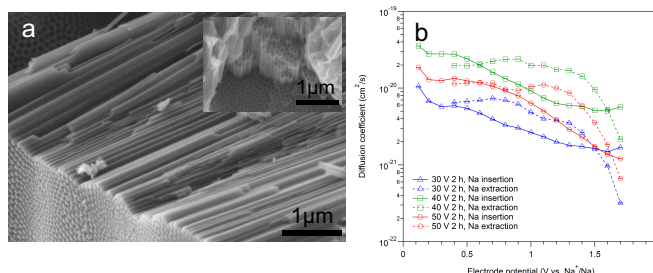 a
1µm
1µm
b
Diffusion coefficient (cm²/s)
10⁻¹⁹
8
6
4
2
10⁻²⁰
8
6
4
2
10⁻²¹
8
6
4
2
10⁻²²
30 V 2 h, Na insertion
30 V 2 h, Na extraction
40 V 2 h, Na insertion
40 V 2 h, Na extraction
50 V 2 h, Na insertion
50 V 2 h, Na extraction
0.0
0.5
1.0
1.5
Electrode potential (V vs. Na⁺/Na)